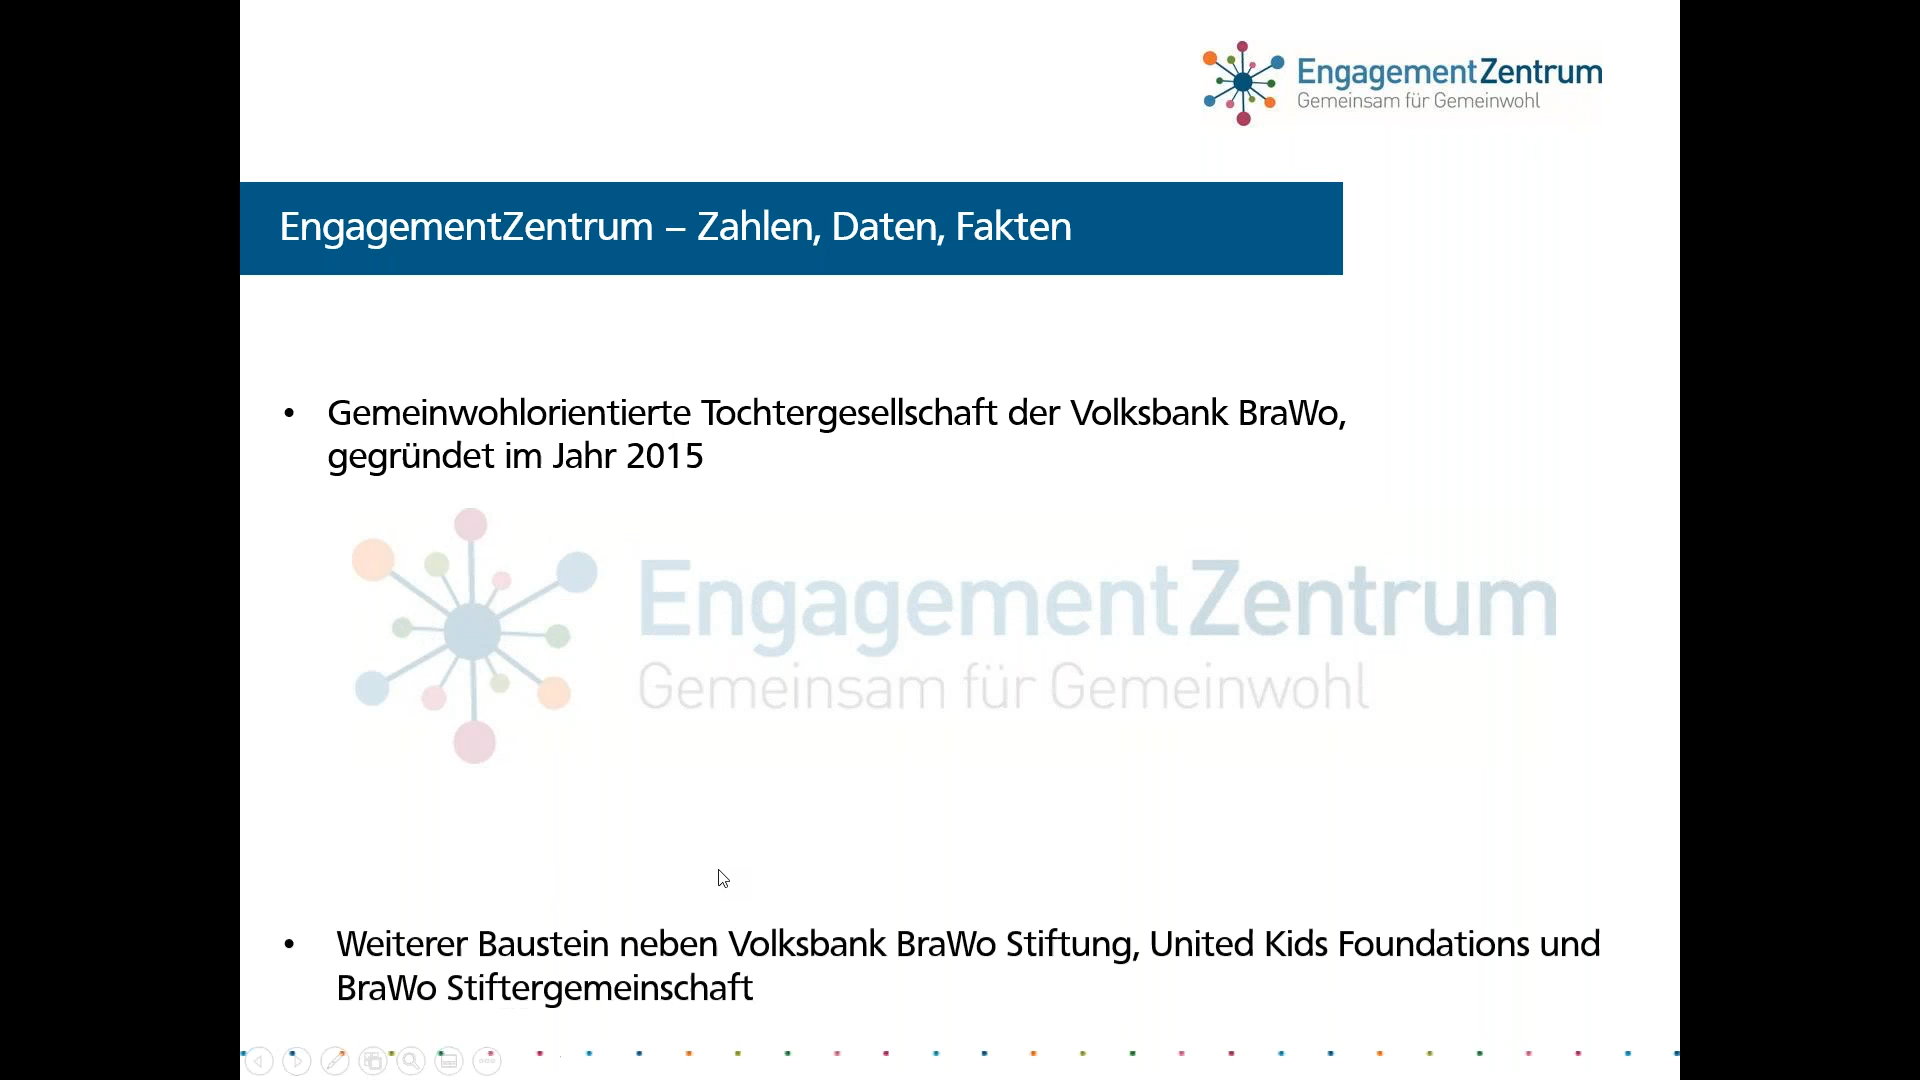 EngagementZentrum
Gemeinsam für Gemeinwohl
EngagementZentrum – Zahlen, Daten, Fakten
• Gemeinwohlorientierte Tochtergesellschaft der Volksbank BraWo,
gegründet im Jahr 2015
EngagementZentrum
Gemeinsam für Gemeinwohl
• Weiterer Baustein neben Volksbank BraWo Stiftung, United Kids Foundations und
BraWo Stiftergemeinschaft